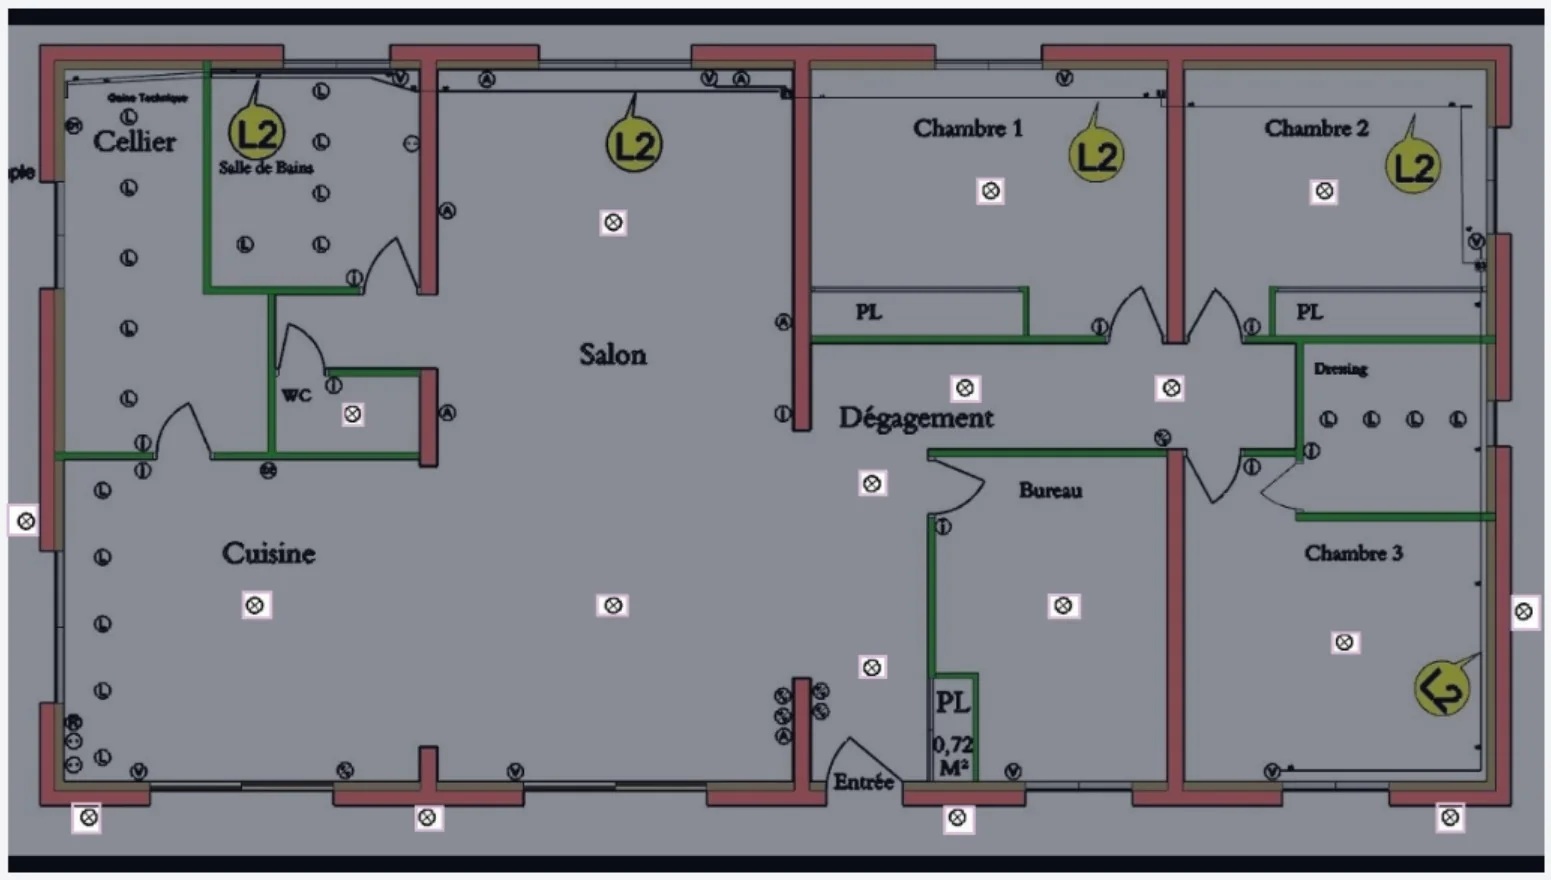 Gaine Technique
Cellier
L2
Salle de Bains
L2
Chambre 1
L2
Chambre 2
L2
ple
PL
PL
Salon
WC
Dégagement
Dressing
Cuisine
Bureau
Chambre 3
L2
PL
0,72
M²
Entrée